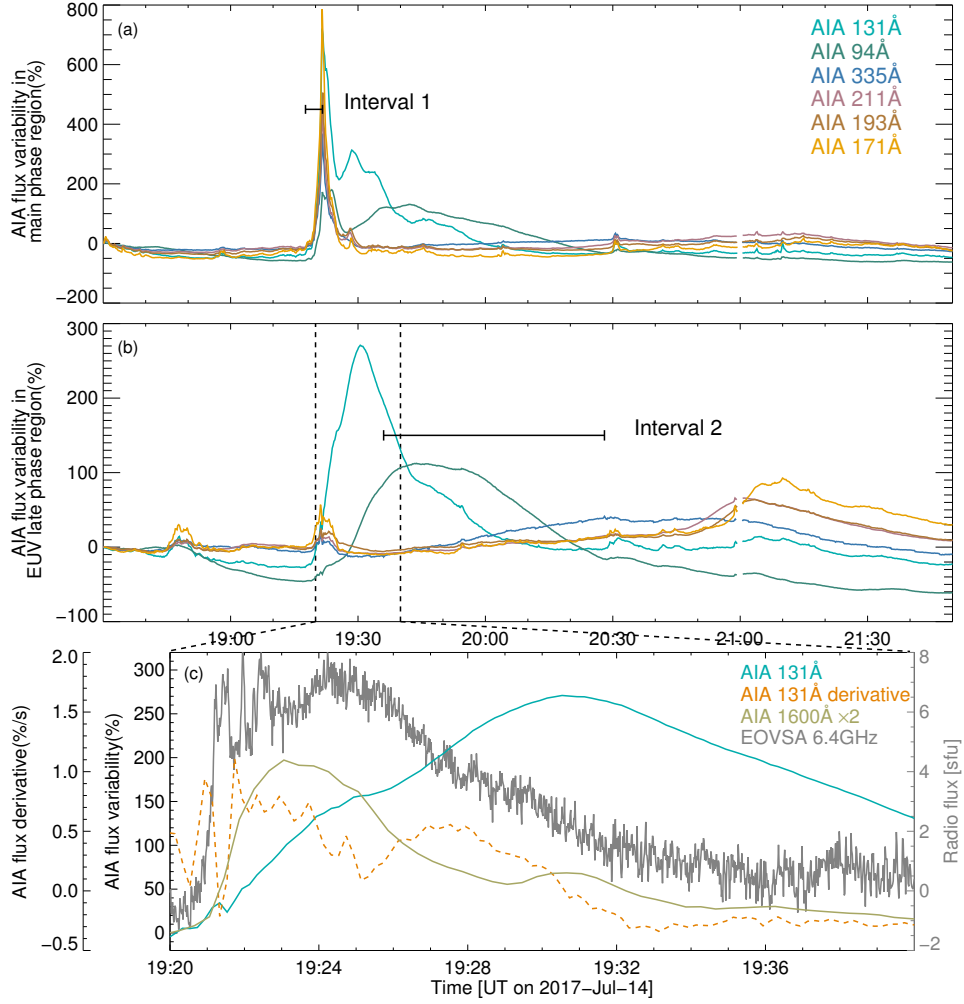 (a)
AIA 131Å
AIA 94Å
AIA 335Å
AIA 211Å
AIA 193Å
AIA 171Å
Interval 1
AIA flux variability in
main phase region(%)
800
600
400
200
0
−200
(b)
Interval 2
AIA flux variability in
EUV late phase region(%)
300
200
100
0
−100
19:00
19:30
20:00
20:30
21:00
21:30
(c)
AIA 131Å
AIA 131Å derivative
AIA 1600Å ×2
EOVSA 6.4GHz
AIA flux derivative(%/s)
2.0
1.5
1.0
0.5
0.0
−0.5
AIA flux variability(%)
300
250
200
150
100
50
0
Radio flux [sfu]
8
6
4
2
0
−2
19:20
19:24
19:28
19:32
19:36
Time [UT on 2017−Jul−14]